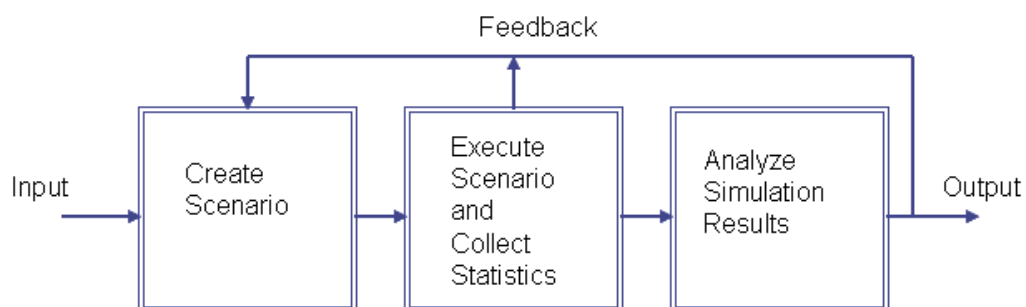 Feedback
Input
Create
Scenario
Execute
Scenario
and
Collect
Statistics
Analyze
Simulation
Results
Output